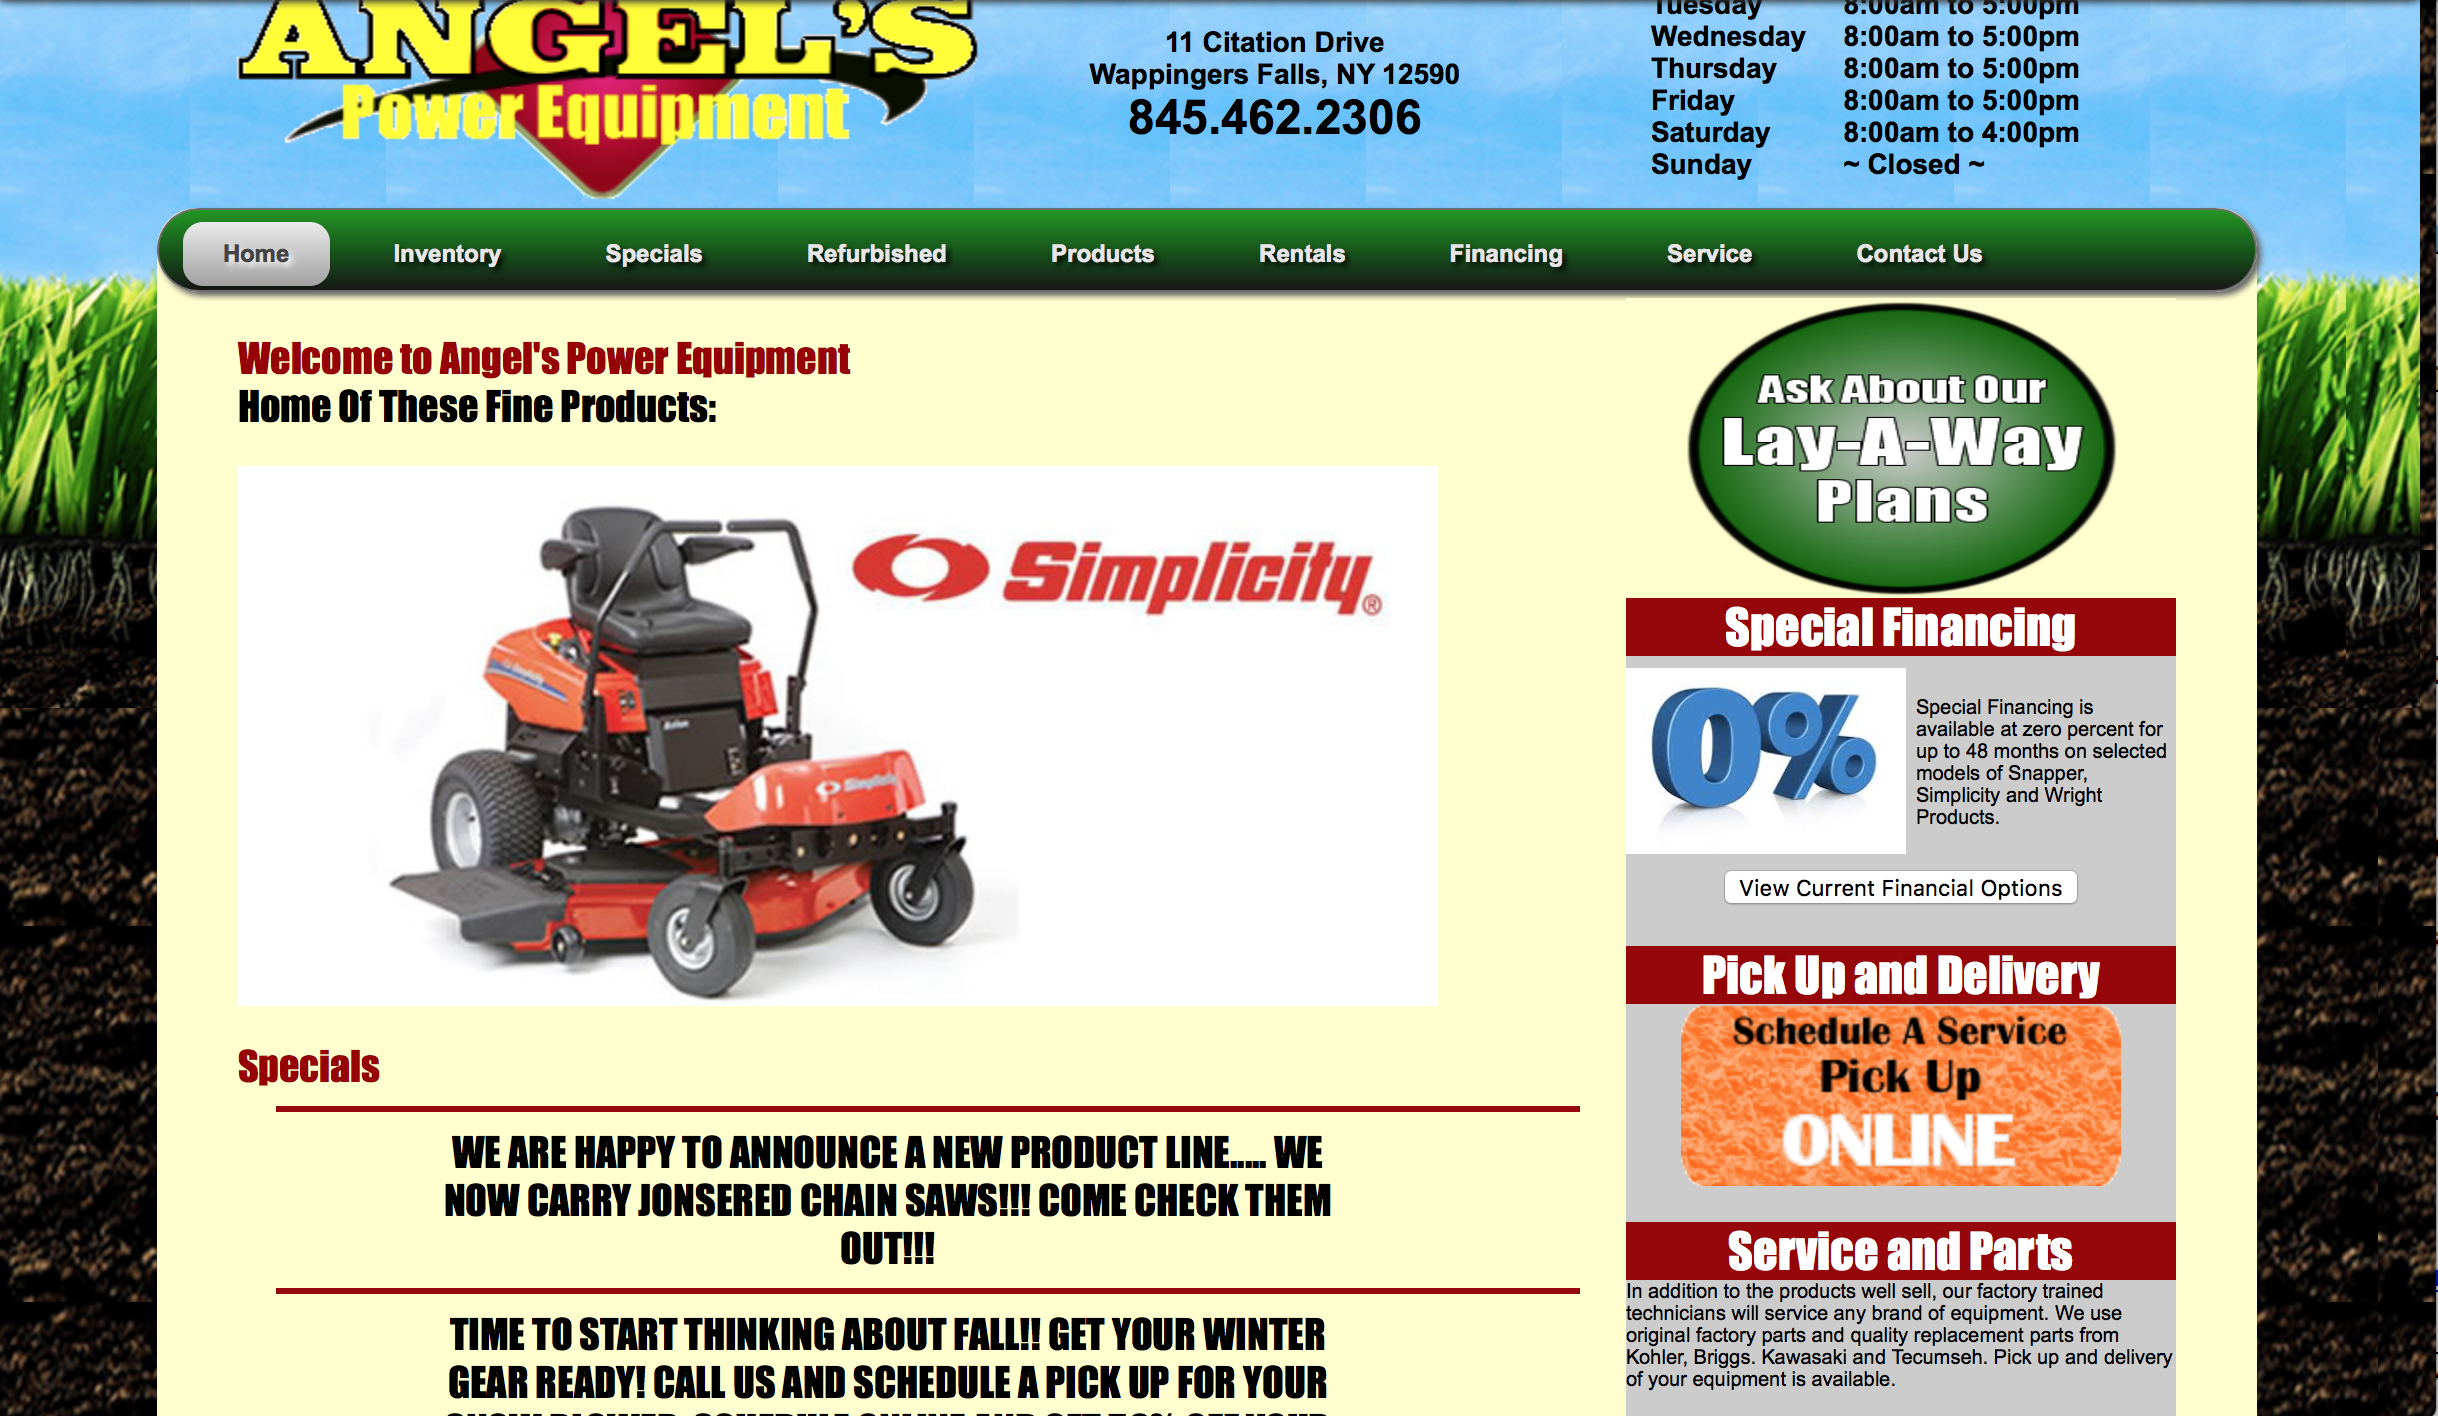 ANGEL'S
Power Equipment
11 Citation Drive
Wappingers Falls, NY 12590
845.462.2306
Tuesday 8:00am to 5:00pm
Wednesday 8:00am to 5:00pm
Thursday 8:00am to 5:00pm
Friday 8:00am to 5:00pm
Saturday 8:00am to 4:00pm
Sunday ~ Closed ~
Home Inventory Specials Refurbished Products Rentals Financing Service Contact Us
Welcome to Angel's Power Equipment
Home Of These Fine Products:
Simplicity®
Simplicity
Specials
WE ARE HAPPY TO ANNOUNCE A NEW PRODUCT LINE..... WE
NOW CARRY JONSERED CHAIN SAWS!!! COME CHECK THEM
OUT!!!
TIME TO START THINKING ABOUT FALL!! GET YOUR WINTER
GEAR READY! CALL US AND SCHEDULE A PICK UP FOR YOUR
Ask About Our
Lay-A-Way
Plans
Special Financing
0%
Special Financing is
available at zero percent for
up to 48 months on selected
models of Snapper,
Simplicity and Wright
Products.
View Current Financial Options
Pick Up and Delivery
Schedule A Service
Pick Up
ONLINE
Service and Parts
In addition to the products well sell, our factory trained
technicians will service any brand of equipment. We use
original factory parts and quality replacement parts from
Kohler, Briggs. Kawasaki and Tecumseh. Pick up and delivery
of your equipment is available.